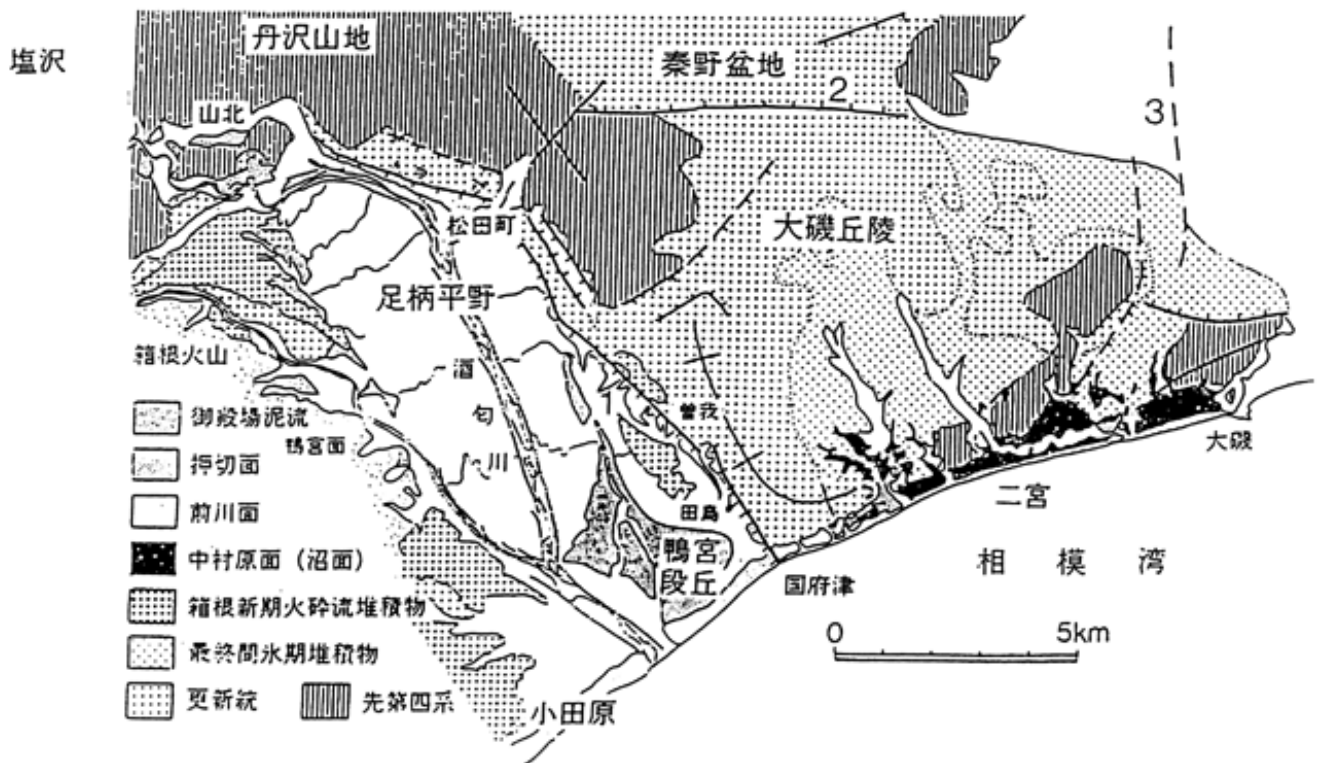 塩沢
丹沢山地
秦野盆地
山北
2
3
松田町
大磯丘陵
足柄平野
箱根火山
酒匂川
1
曽我
御殿場泥流
鴨宮面
押切面
大磯
田島
二宮
前川面
鴨宮段丘
相模湾
中村原面 (沼面)
国府津
箱根新期火砕流堆積物
0 5km
最終間氷期堆積物
更新統
先第四系
小田原